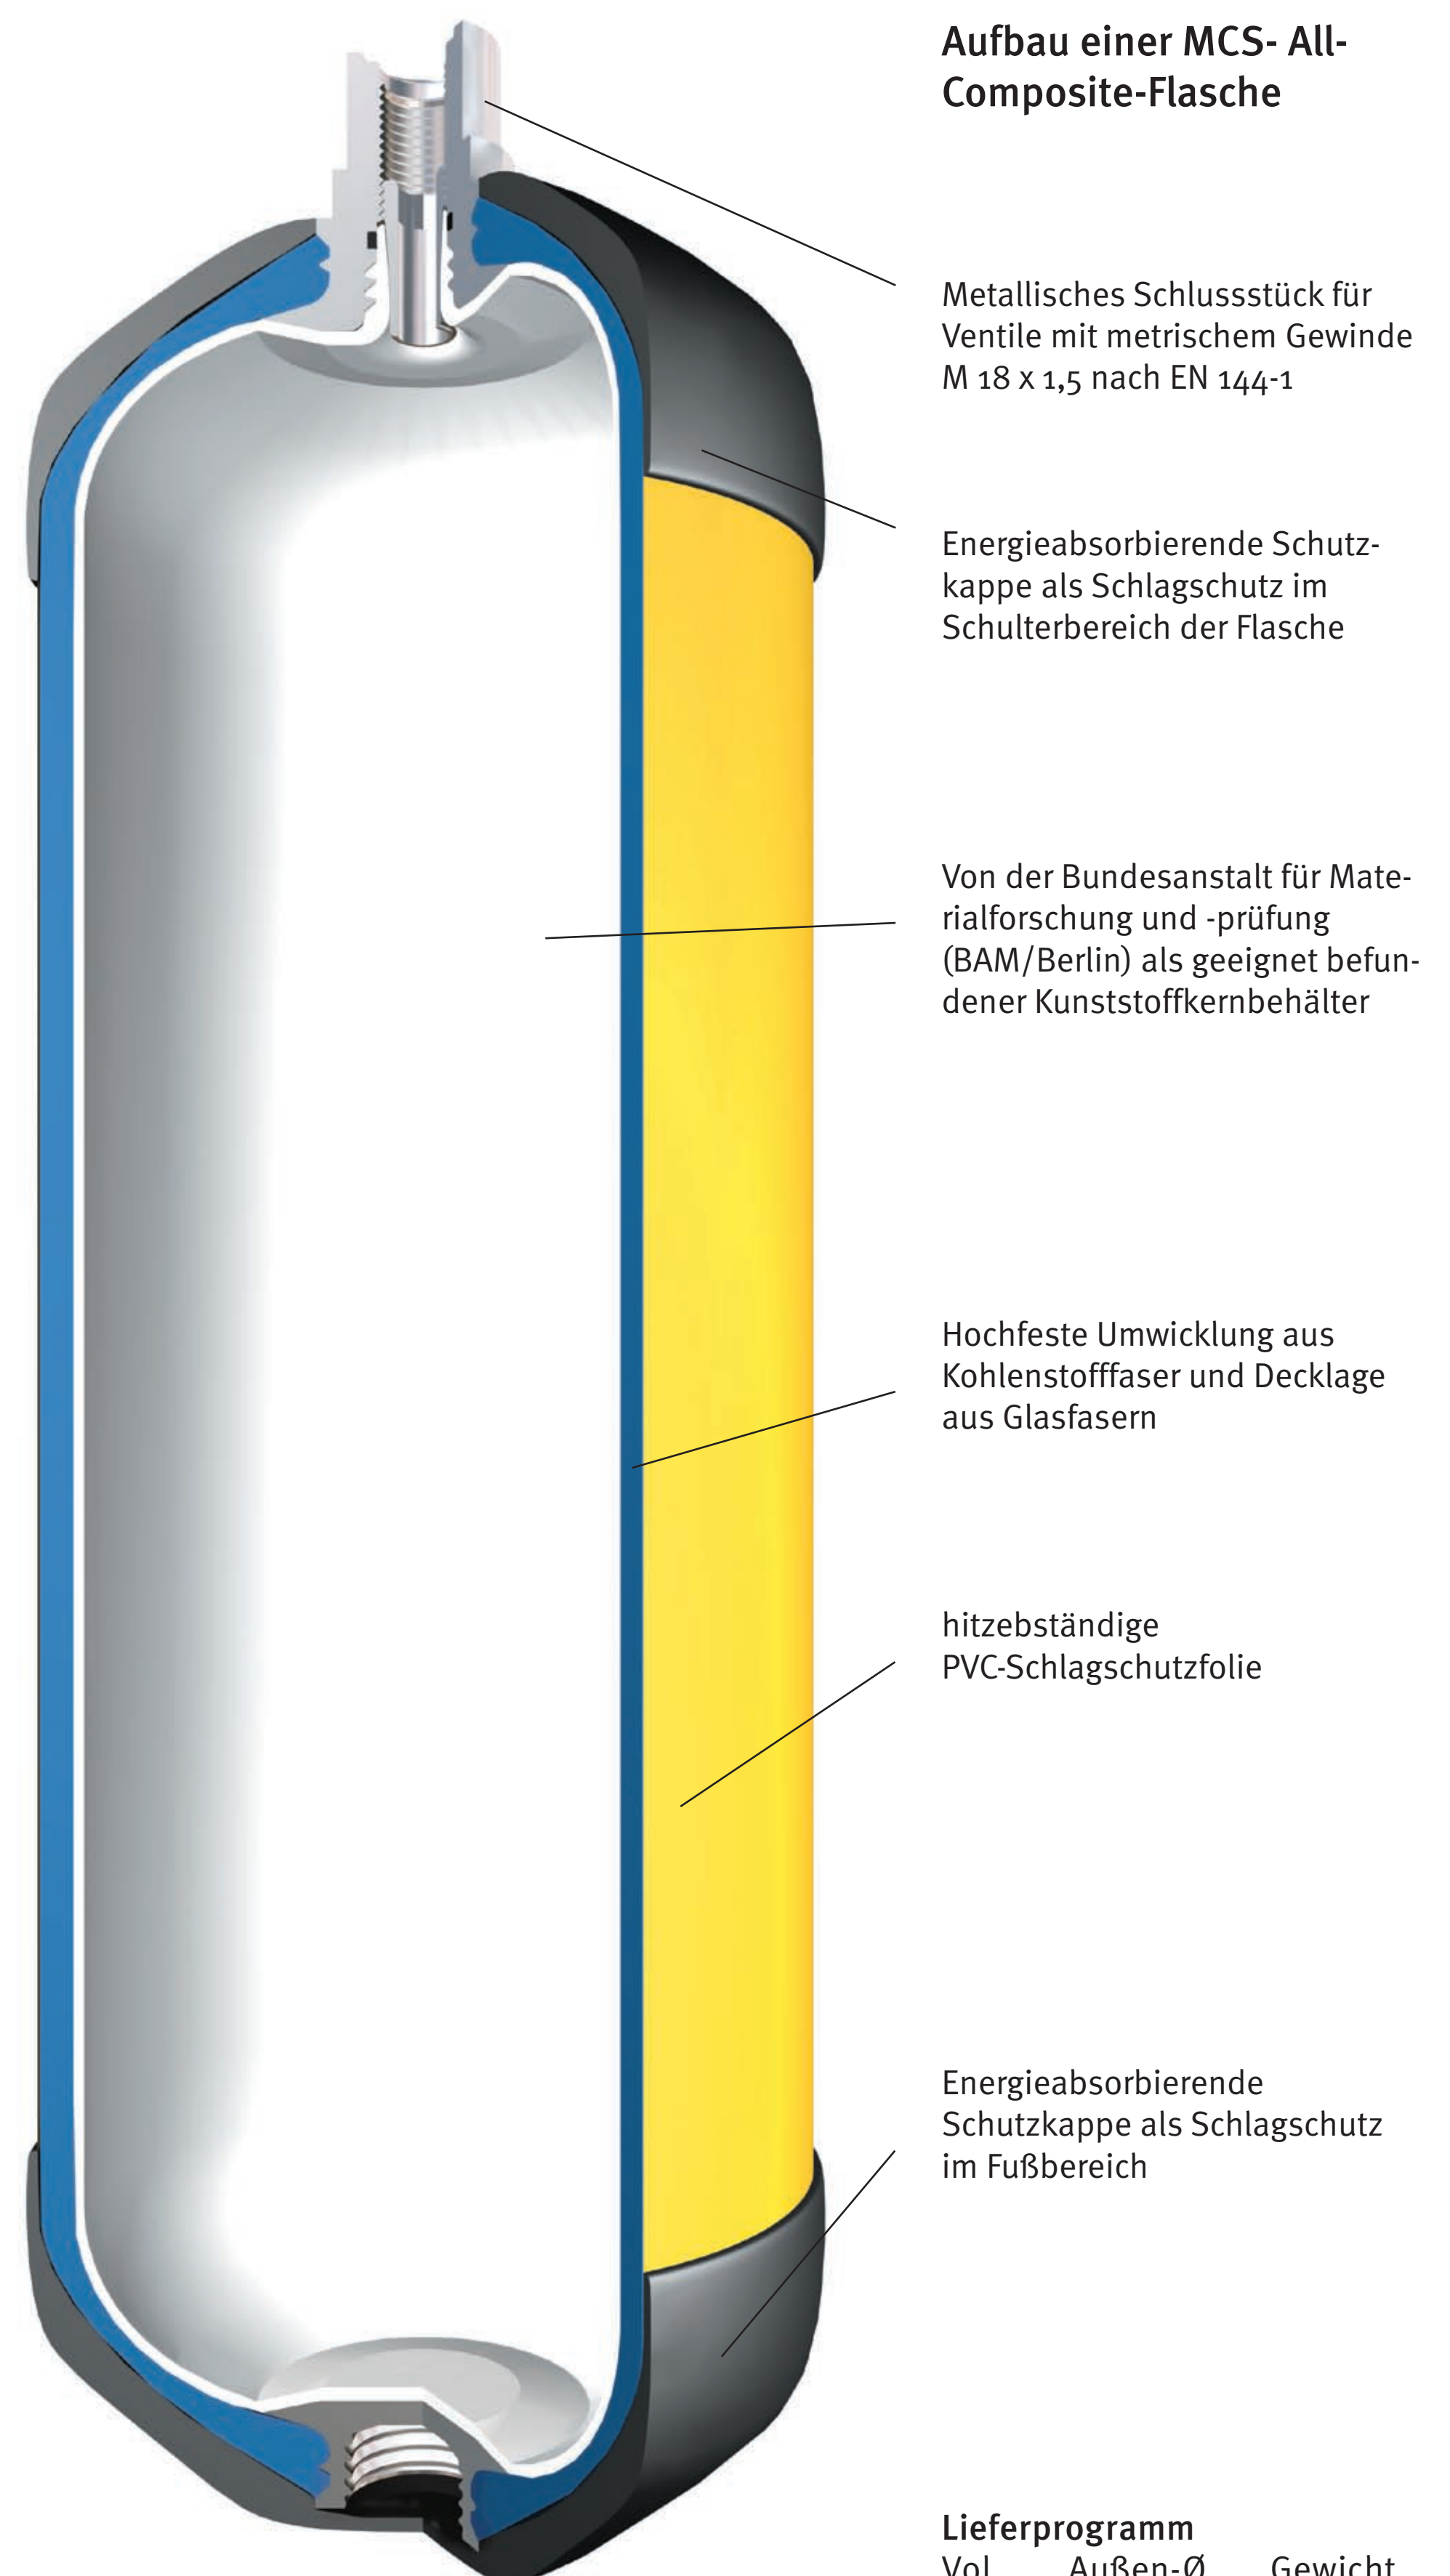 Aufbau einer MCS- All-
Composite-Flasche
Metallisches Schlussstück für
Ventile mit metrischem Gewinde
M 18 x 1,5 nach EN 144-1
Energieabsorbierende Schutz-
kappe als Schlagschutz im
Schulterbereich der Flasche
Von der Bundesanstalt für Mate-
rialforschung und -prüfung
(BAM/Berlin) als geeignet befun-
dener Kunststoffkernbehälter
Hochfeste Umwicklung aus
Kohlenstofffaser und Decklage
aus Glasfasern
hitzebständige
PVC-Schlagschutzfolie
Energieabsorbierende
Schutzkappe als Schlagschutz
im Fußbereich
Lieferprogramm
Vol Außen-Ø Gewicht